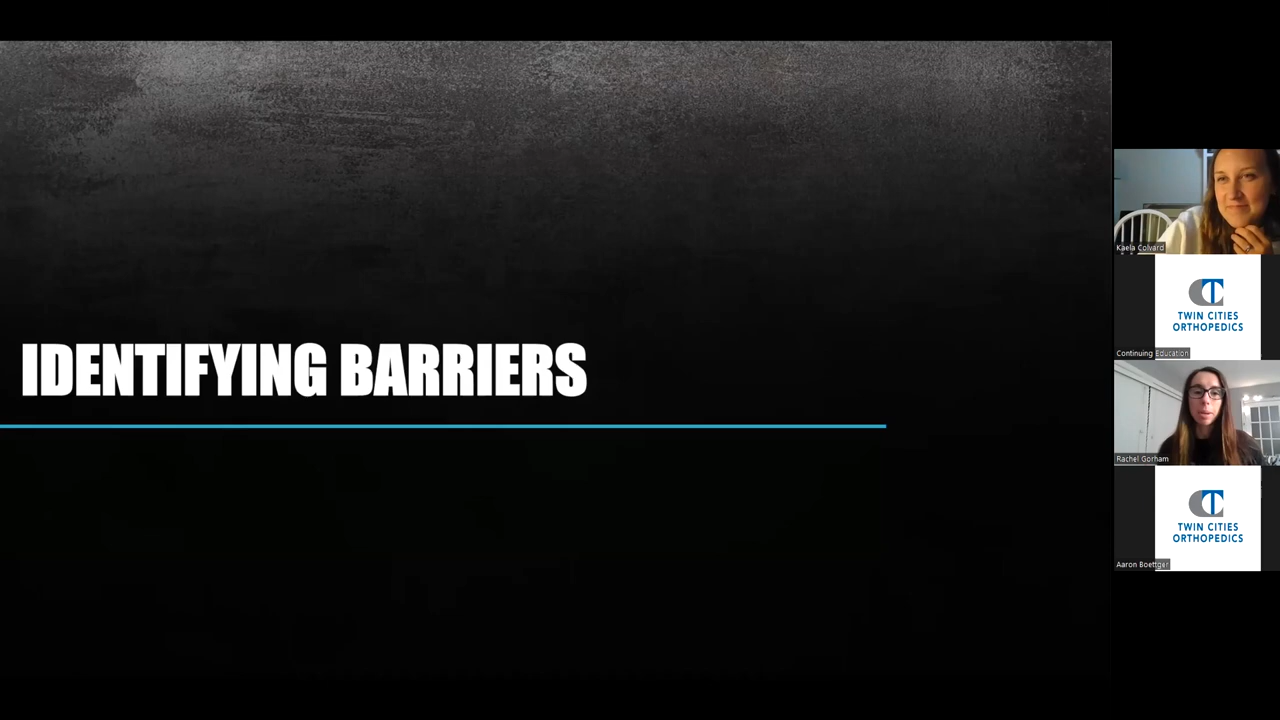 IDENTIFYING BARRIERS
Kaela Colvard
TWIN CITIES
ORTHOPEDICS
Continuing Education
Rachel Gorham
TWIN CITIES
ORTHOPEDICS
Aaron Boettger